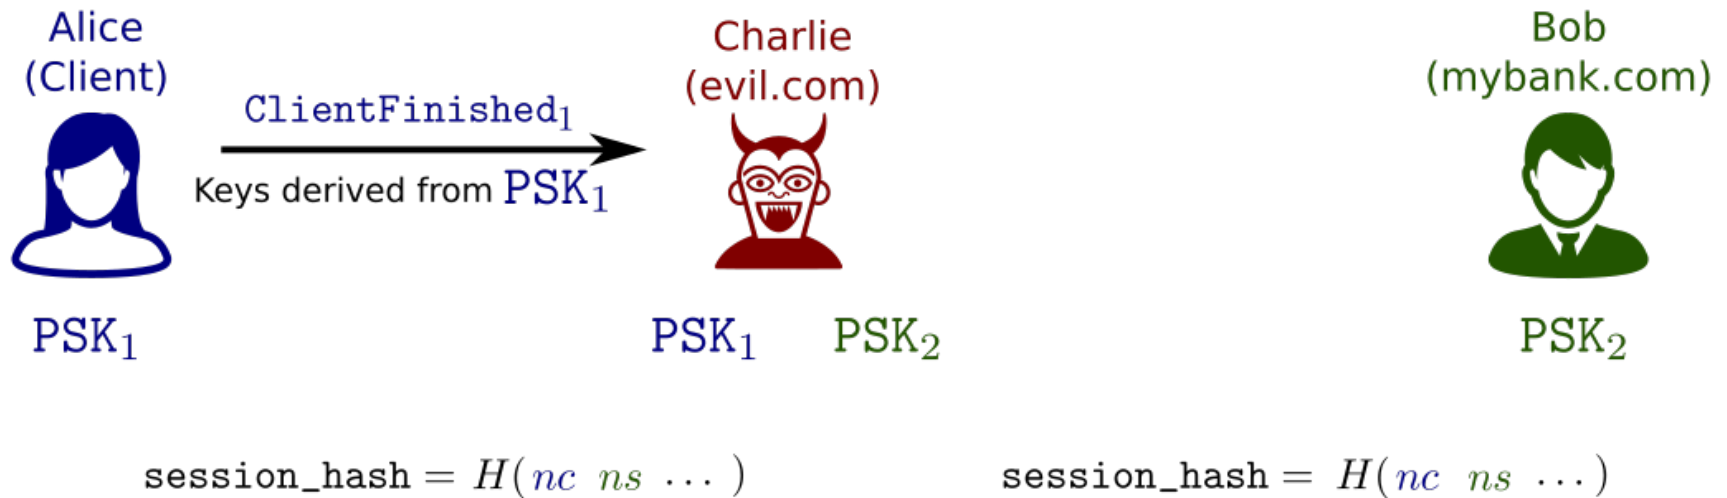 Alice
(Client)
Charlie
(evil.com)
Bob
(mybank.com)
ClientFinished₁
Keys derived from PSK₁
PSK₁
PSK₁ PSK₂
PSK₂
session_hash = H( nc ns ⋯ )
session_hash = H( nc ns ⋯ )